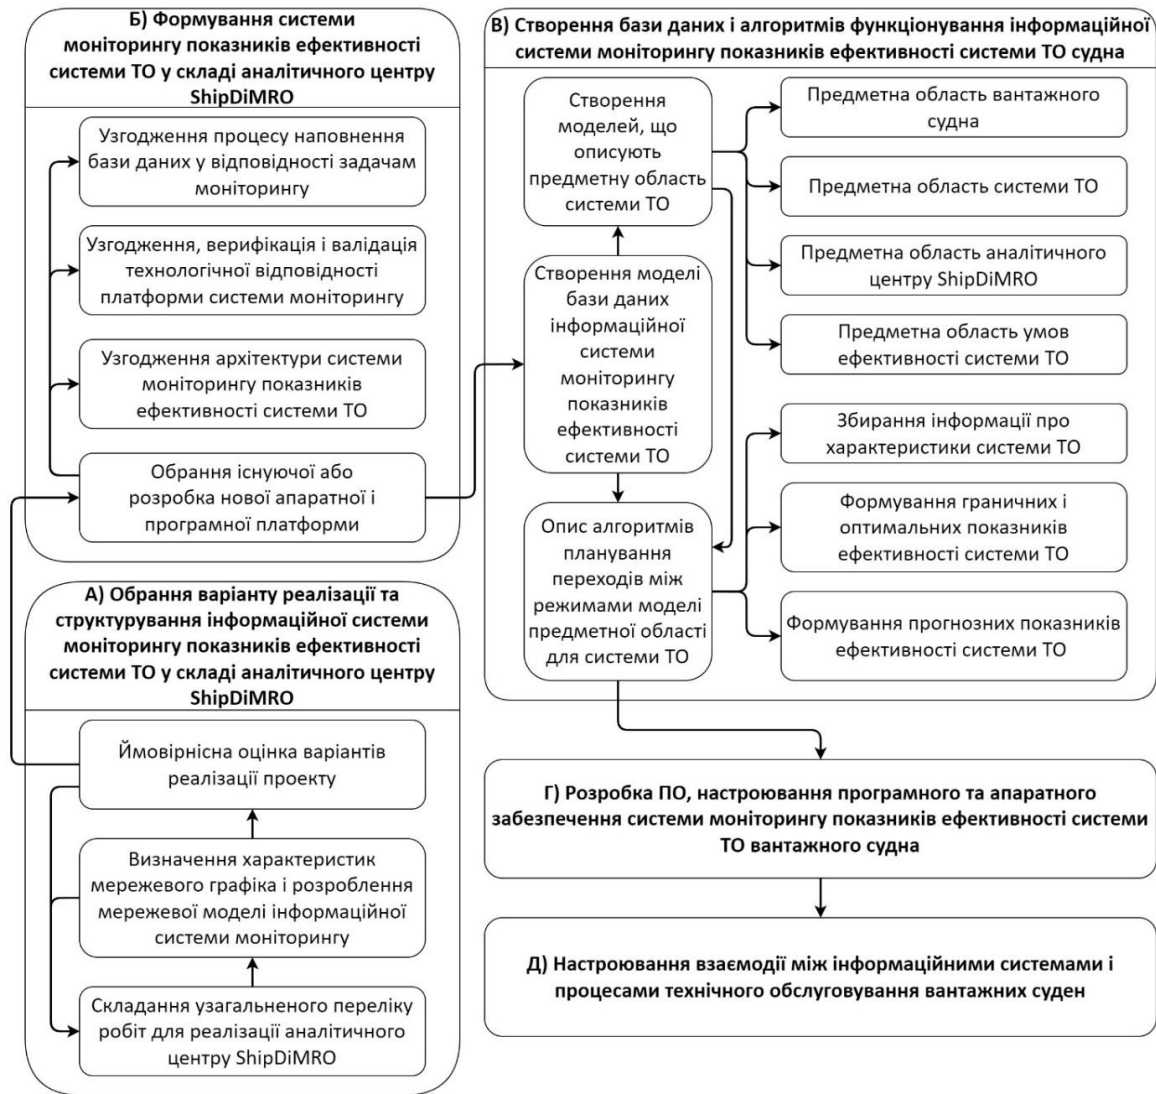 Б) Формування системи
моніторингу показників ефективності
системи ТО у складі аналітичного центру
ShipDiMRO
Узгодження процесу наповнення
бази даних у відповідності задачам
моніторингу
Узгодження, верифікація і валідація
технологічної відповідності
платформи системи моніторингу
Узгодження архітектури системи
моніторингу показників
ефективності системи ТО
Обрання існуючої або
розробка нової апаратної і
програмної платформи
А) Обрання варіанту реалізації та
структурування інформаційної системи
моніторингу показників ефективності
системи ТО у складі аналітичного центру
ShipDiMRO
Ймовірнісна оцінка варіантів
реалізації проекту
Визначення характеристик
мережевого графіка і розроблення
мережевої моделі інформаційної
системи моніторингу
Складання узагальненого переліку
робіт для реалізації аналітичного
центру ShipDiMRO
В) Створення бази даних і алгоритмів функціонування інформаційної
системи моніторингу показників ефективності системи ТО судна
Створення
моделей, що
описують
предметну область
системи ТО
Створення моделі
бази даних
інформаційної
системи
моніторингу
показників
ефективності
системи ТО
Опис алгоритмів
планування
переходів між
режимами моделі
предметної області
для системи ТО
Предметна область вантажного
судна
Предметна область системи ТО
Предметна область аналітичного
центру ShipDiMRO
Предметна область умов
ефективності системи ТО
Збирання інформації про
характеристики системи ТО
Формування граничних і
оптимальних показників
ефективності системи ТО
Формування прогнозних показників
ефективності системи ТО
Г) Розробка ПО, настроювання програмного та апаратного
забезпечення системи моніторингу показників ефективності системи
ТО вантажного судна
Д) Настроювання взаємодії між інформаційними системами і
процесами технічного обслуговування вантажних суден